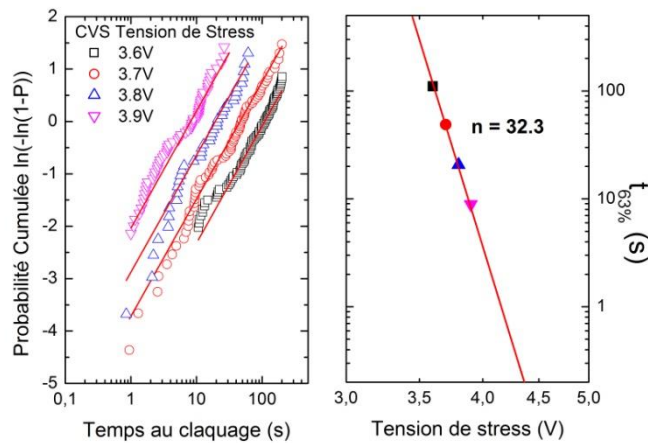 CVS Tension de Stress
3.6V
3.7V
3.8V
3.9V
Probabilité Cumulée ln(-ln(1-P))
2
1
0
-1
-2
-3
-4
-5
0,1 1 10 100
Temps au claquage (s)
n = 32.3
100
10
1
t63% (s)
3,0 3,5 4,0 4,5 5,0
Tension de stress (V)